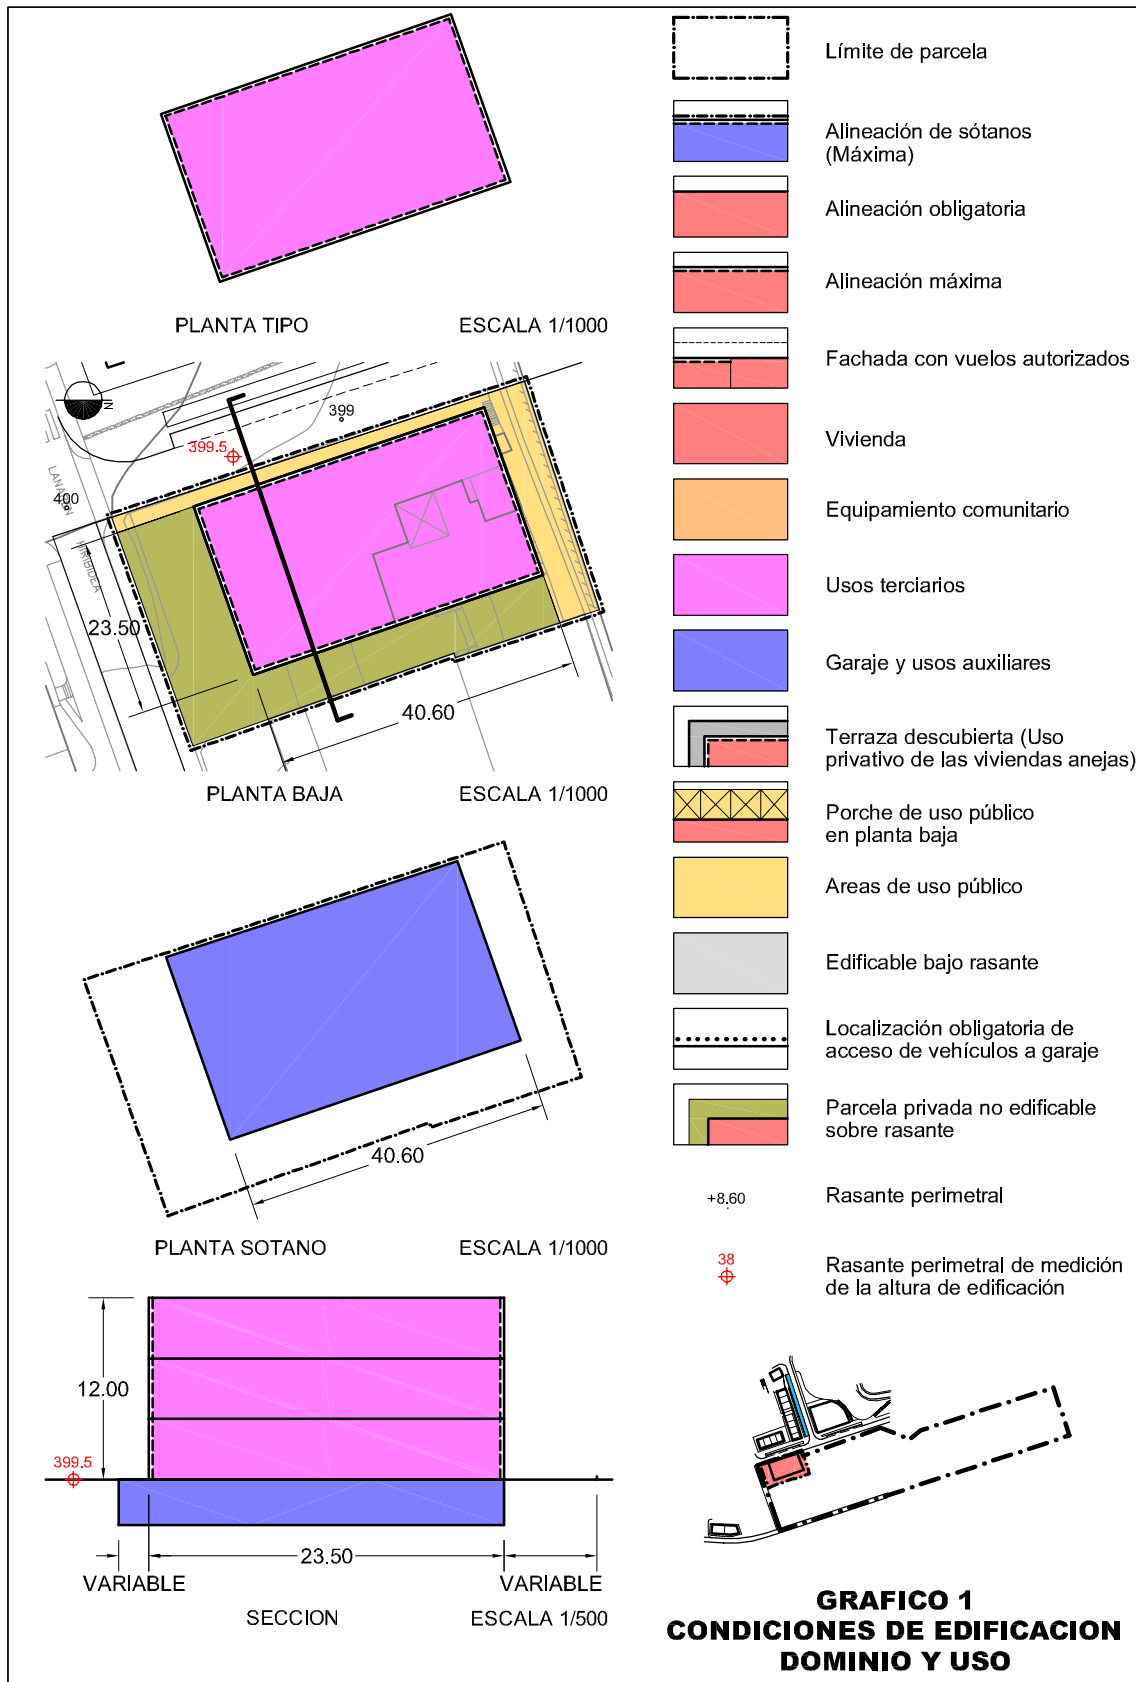 PLANTA TIPO
ESCALA 1/1000
N
399
399.5
400
LANABIDEN
HIRIBIDEA
23.50
40.60
PLANTA BAJA
ESCALA 1/1000
40.60
PLANTA SOTANO
ESCALA 1/1000
12.00
399.5
23.50
VARIABLE
VARIABLE
SECCION
ESCALA 1/500
Límite de parcela
Alineación de sótanos
(Máxima)
Alineación obligatoria
Alineación máxima
Fachada con vuelos autorizados
Vivienda
Equipamiento comunitario
Usos terciarios
Garaje y usos auxiliares
Terraza descubierta (Uso
privativo de las viviendas anejas)
Porche de uso público
en planta baja
Areas de uso público
Edificable bajo rasante
Localización obligatoria de
acceso de vehículos a garaje
Parcela privada no edificable
sobre rasante
+8.60
Rasante perimetral
38
Rasante perimetral de medición
de la altura de edificación
GRAFICO 1
CONDICIONES DE EDIFICACION
DOMINIO Y USO